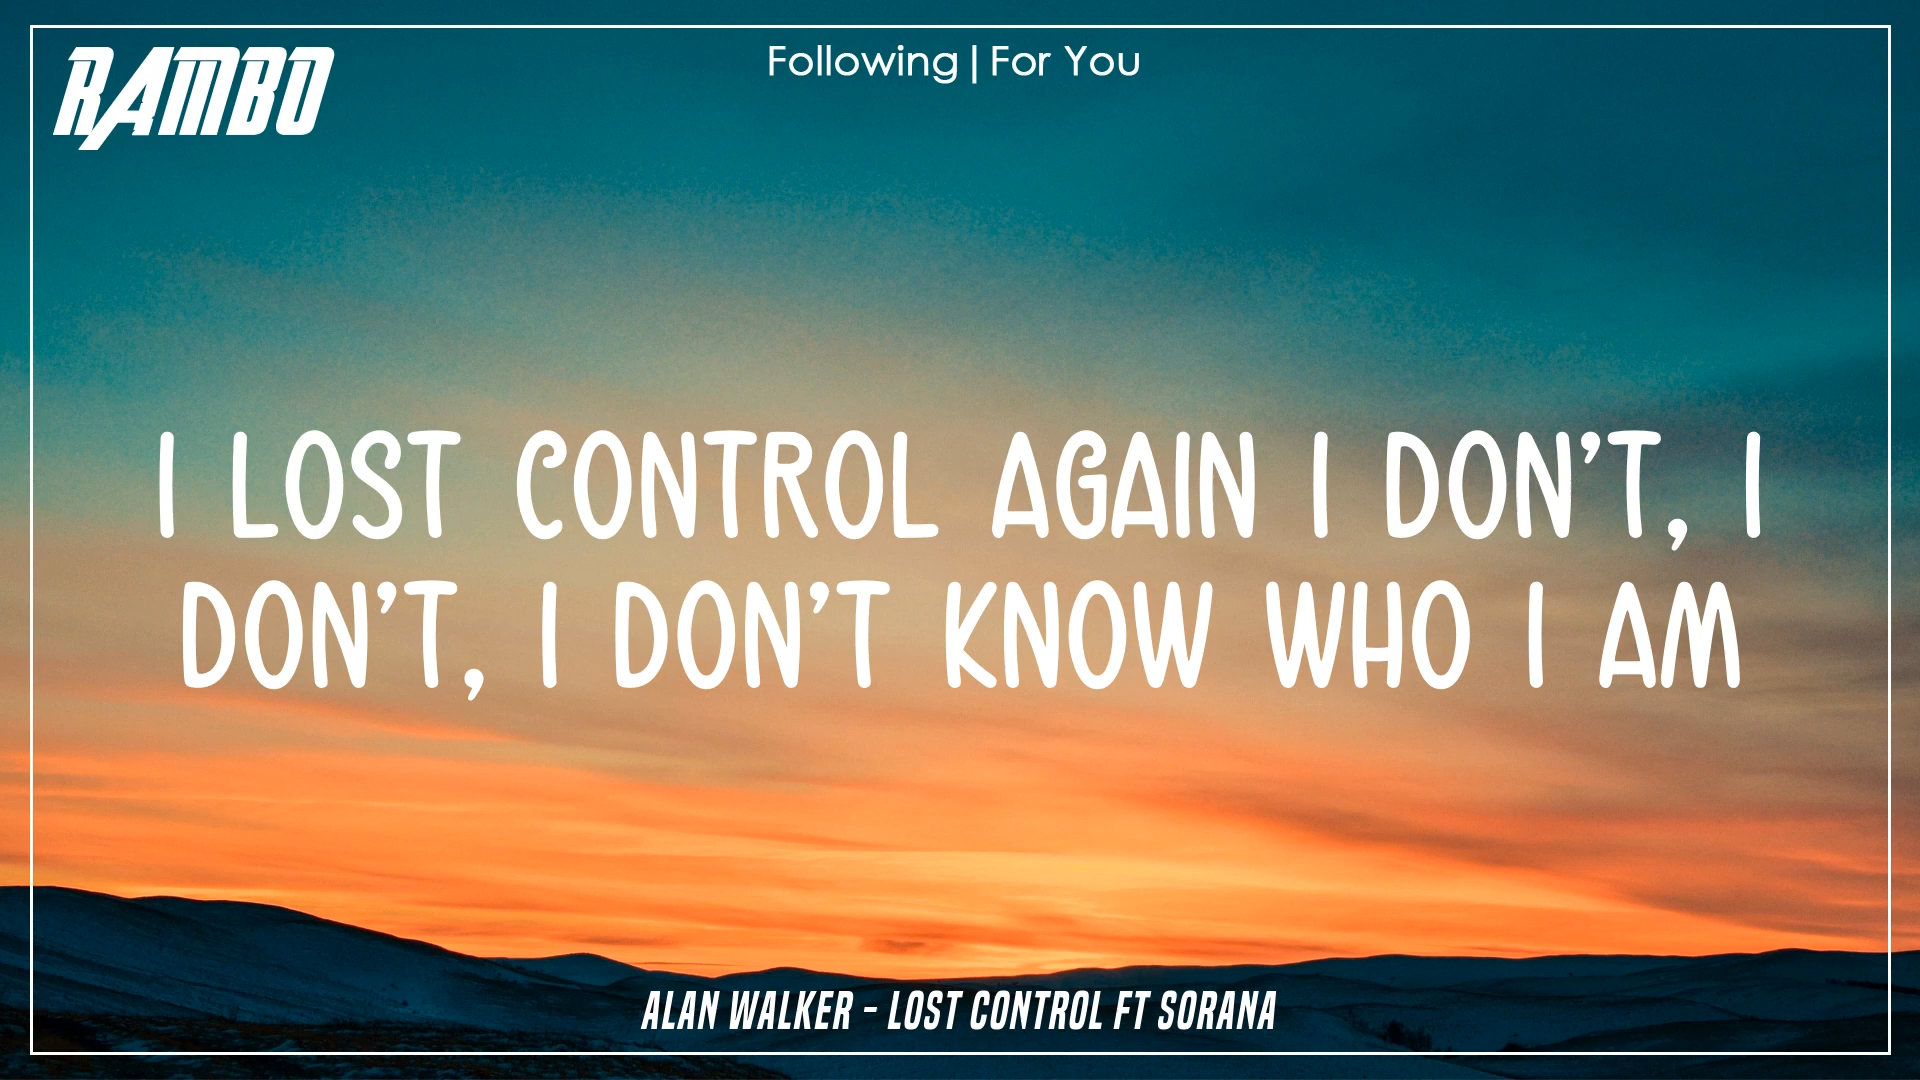 RAMBO
Following | For You
I LOST CONTROL AGAIN I DON'T, I
DON'T, I DON'T KNOW WHO I AM
ALAN WALKER - LOST CONTROL FT SORANA